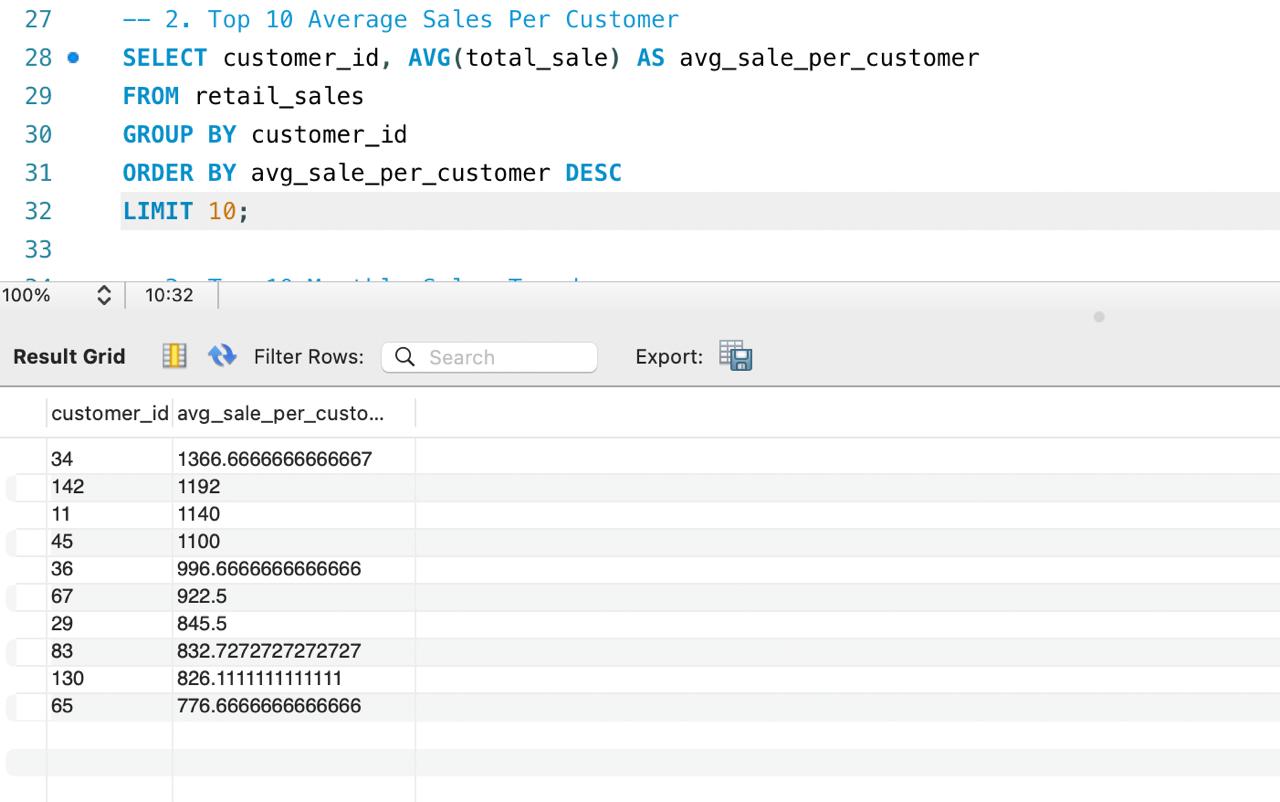 27 -- 2. Top 10 Average Sales Per Customer
28 SELECT customer_id, AVG(total_sale) AS avg_sale_per_customer
29 FROM retail_sales
30 GROUP BY customer_id
31 ORDER BY avg_sale_per_customer DESC
32 LIMIT 10;
33
100% 10:32
Result Grid Filter Rows: Search Export:
customer_id avg_sale_per_custo...
34 1366.6666666666667
142 1192
11 1140
45 1100
36 996.6666666666666
67 922.5
29 845.5
83 832.7272727272727
130 826.1111111111111
65 776.6666666666666